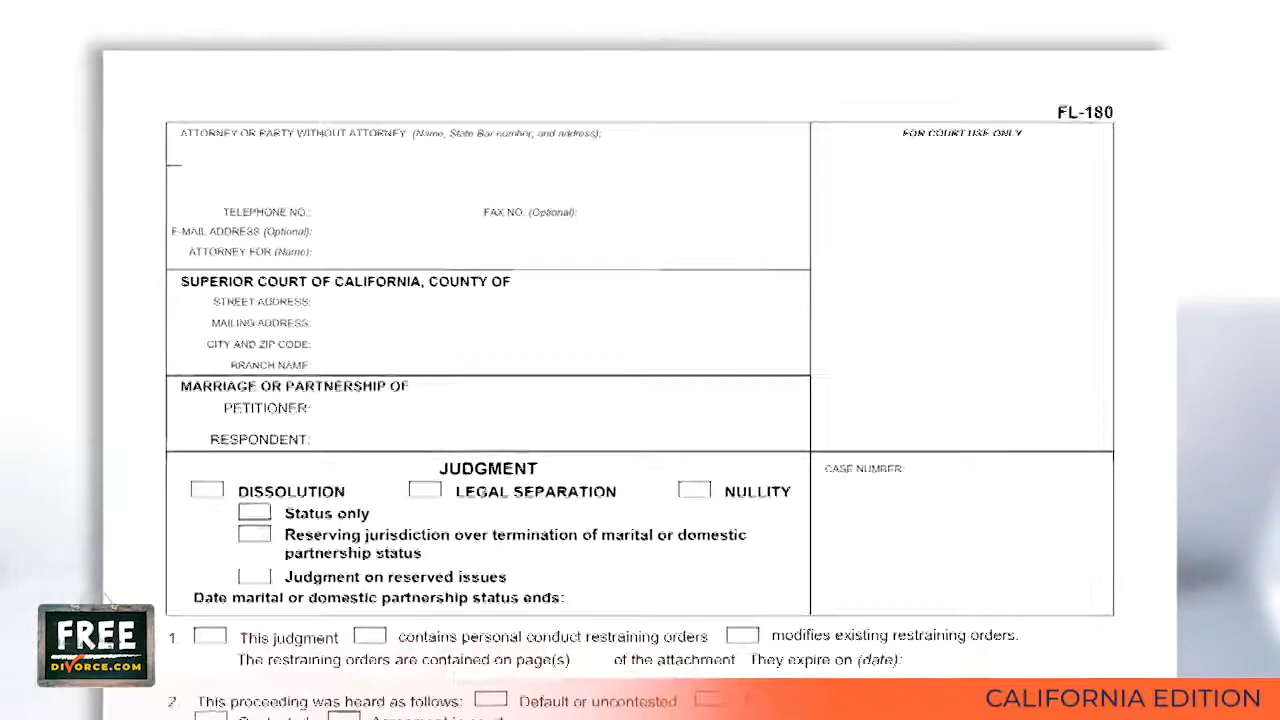 FL-180
ATTORNEY OR PARTY WITHOUT ATTORNEY (Name, State Bar number, and address):
FOR COURT USE ONLY
TELEPHONE NO.:
FAX NO. (Optional):
E-MAIL ADDRESS (Optional):
ATTORNEY FOR (Name):
SUPERIOR COURT OF CALIFORNIA, COUNTY OF
STREET ADDRESS:
MAILING ADDRESS:
CITY AND ZIP CODE:
BRANCH NAME:
MARRIAGE OR PARTNERSHIP OF
PETITIONER:
RESPONDENT:
JUDGMENT
CASE NUMBER:
DISSOLUTION LEGAL SEPARATION NULLITY
Status only
Reserving jurisdiction over termination of marital or domestic
partnership status
Judgment on reserved issues
Date marital or domestic partnership status ends:
1. This judgment contains personal conduct restraining orders modifies existing restraining orders.
The restraining orders are contained on page(s) of the attachment They expire on (date):
2. This proceeding was heard as follows: Default or uncontested
FREE
DIVORCE.COM
CALIFORNIA EDITION